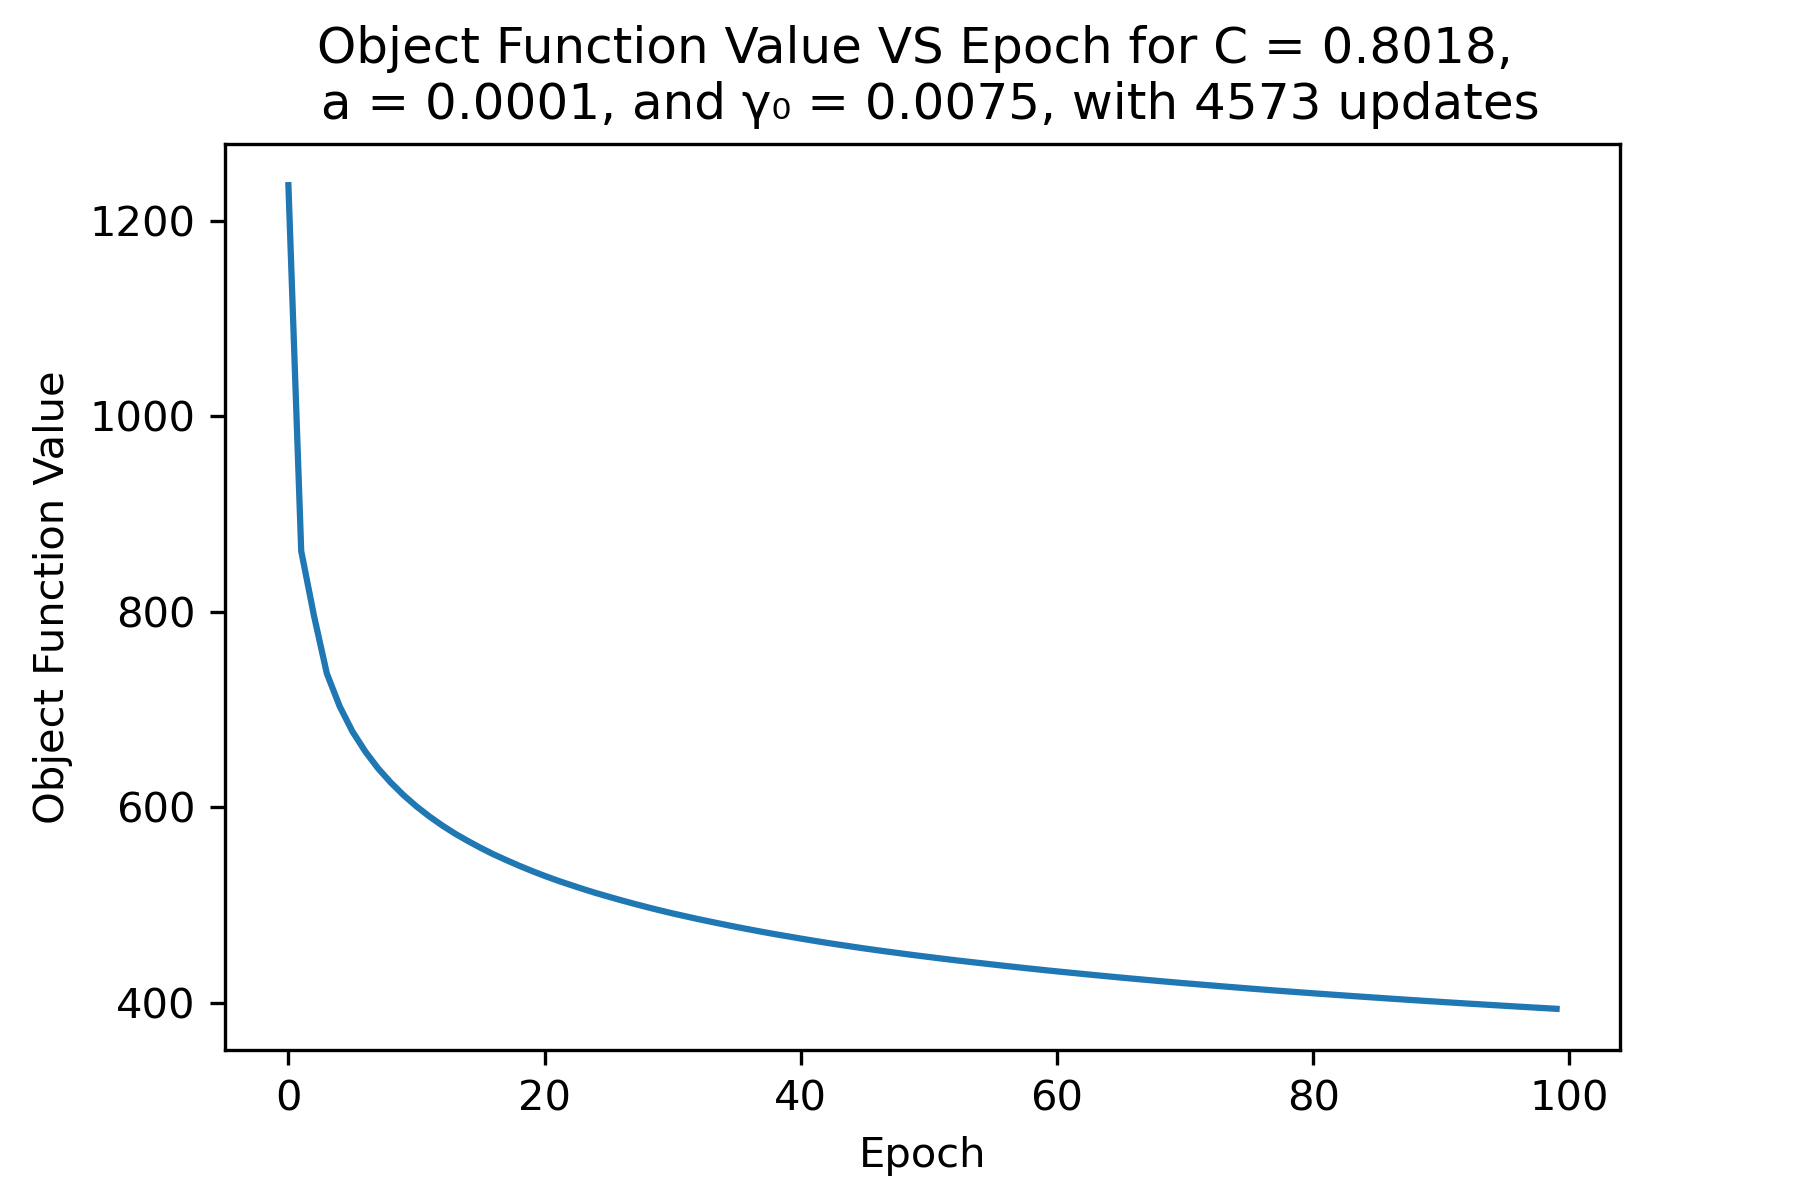 Object Function Value VS Epoch for C = 0.8018,
a = 0.0001, and γ₀ = 0.0075, with 4573 updates
1200
1000
800
600
400
Object Function Value
0 20 40 60 80 100
Epoch